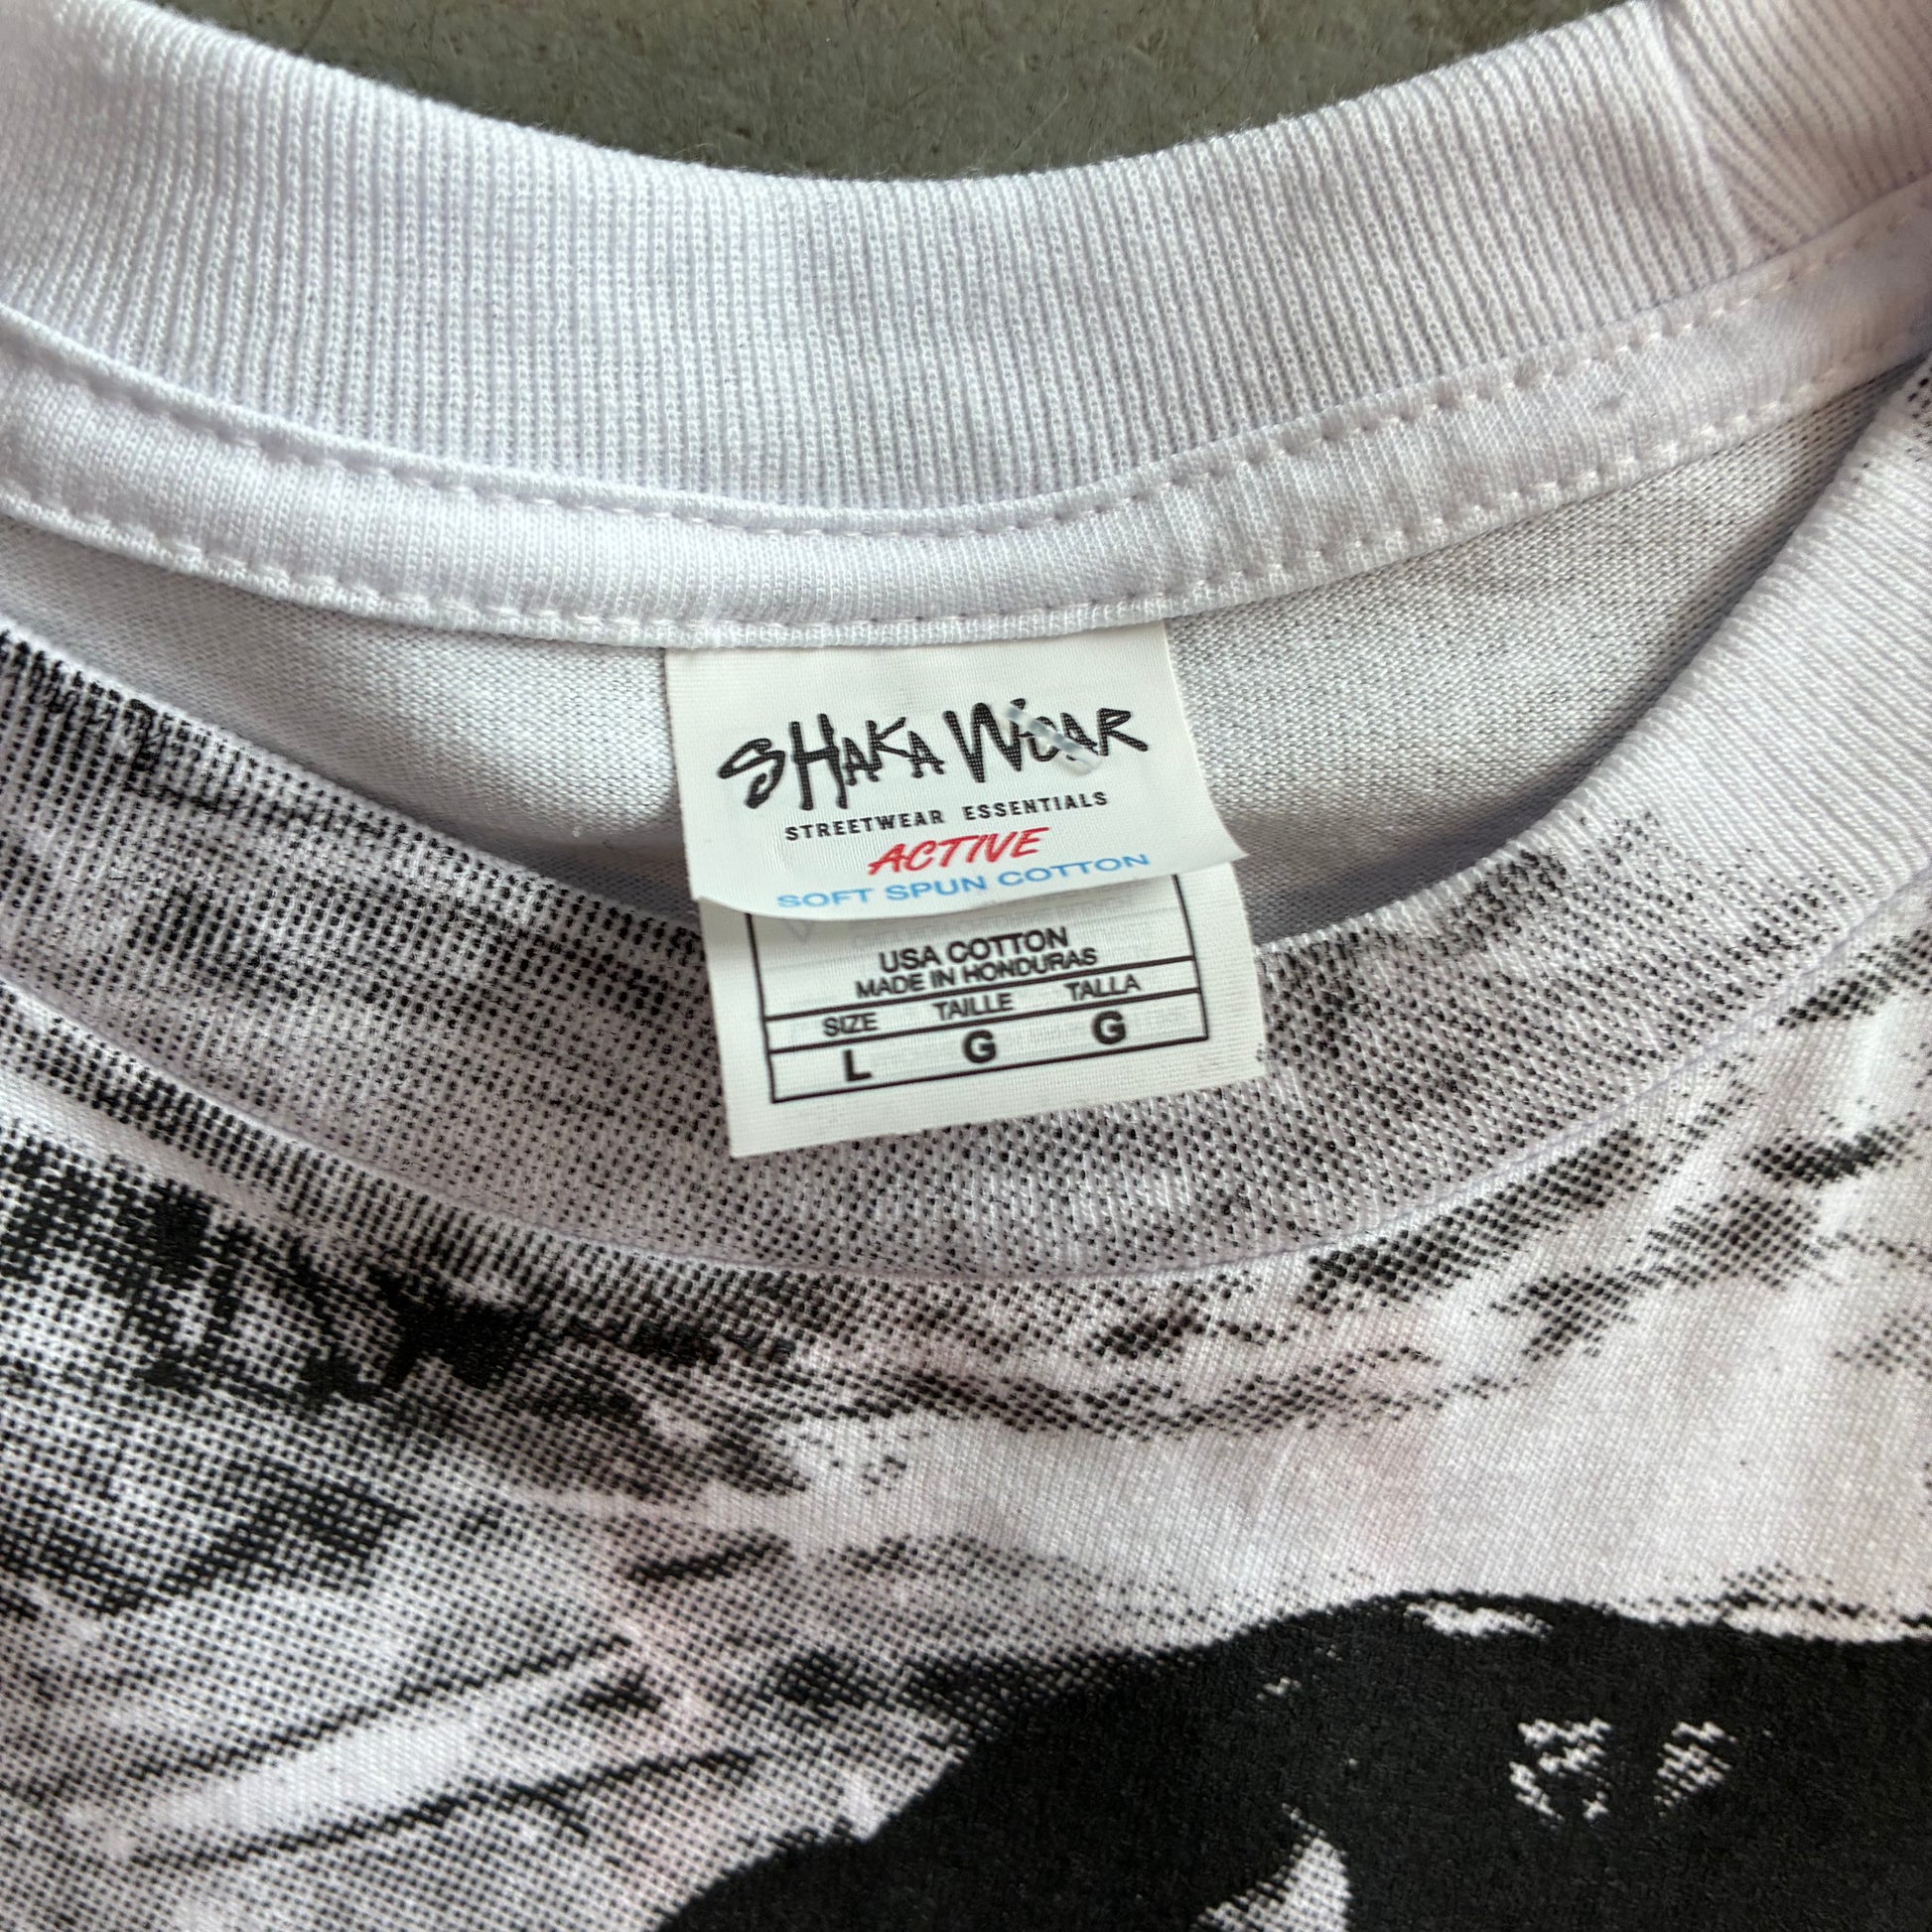 SHAKA WEAR
STREETWEAR ESSENTIALS
ACTIVE
SOFT SPUN COTTON
USA COTTON
MADE IN HONDURAS
SIZE TAILLE TALLA
L G G